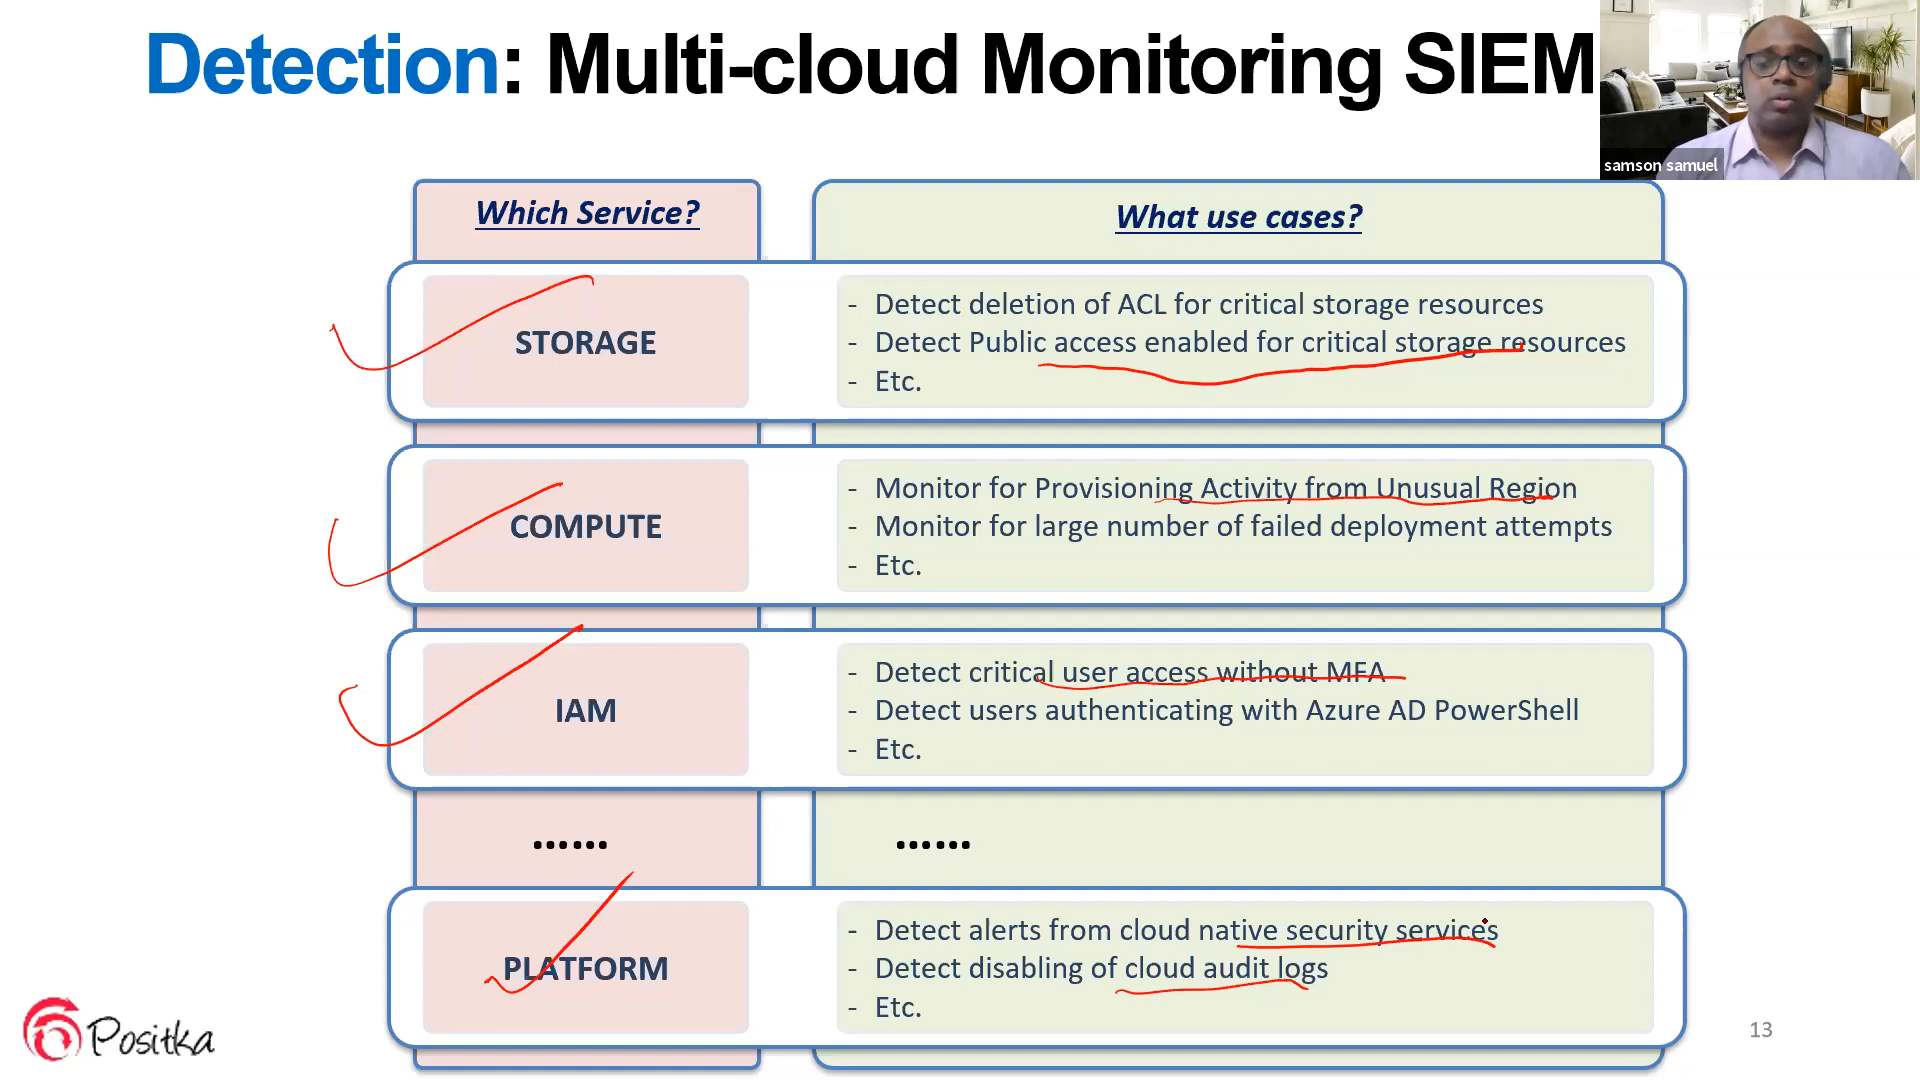 Detection: Multi-cloud Monitoring SIEM
samson samuel
Which Service?
What use cases?
STORAGE
- Detect deletion of ACL for critical storage resources
- Detect Public access enabled for critical storage resources
- Etc.
COMPUTE
- Monitor for Provisioning Activity from Unusual Region
- Monitor for large number of failed deployment attempts
- Etc.
IAM
- Detect critical user access without MFA
- Detect users authenticating with Azure AD PowerShell
- Etc.
......
......
PLATFORM
- Detect alerts from cloud native security services
- Detect disabling of cloud audit logs
- Etc.
Positka
13